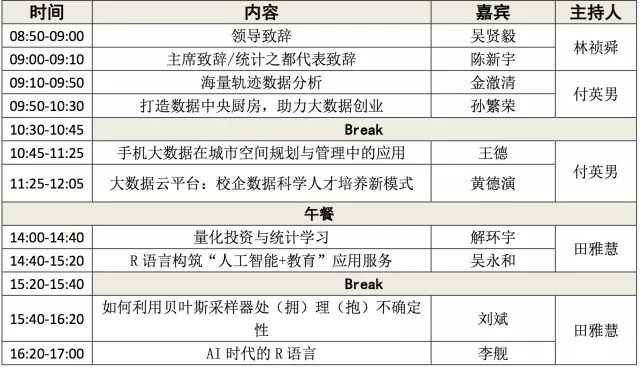 时间 内容 嘉宾 主持人
08:50-09:00 领导致辞 吴贤毅 林祯舜
09:00-09:10 主席致辞/统计之都代表致辞 陈新宇
09:10-09:50 海量轨迹数据分析 金澈清 付英男
09:50-10:30 打造数据中央厨房，助力大数据创业 孙繁荣
10:30-10:45 Break
10:45-11:25 手机大数据在城市空间规划与管理中的应用 王德 付英男
11:25-12:05 大数据云平台：校企数据科学人才培养新模式 黄德演
午餐
14:00-14:40 量化投资与统计学习 解环宇 田雅慧
14:40-15:20 R 语言构筑“人工智能+教育”应用服务 吴永和
15:20-15:40 Break
15:40-16:20 如何利用贝叶斯采样器处（拥）理（抱）不确定 刘斌 田雅慧
性
16:20-17:00 AI 时代的 R 语言 李舰